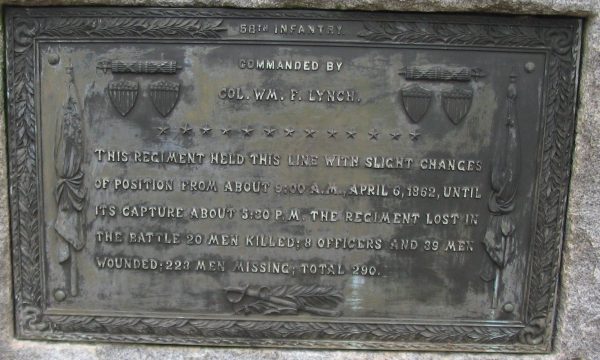 58TH INFANTRY
COMMANDED BY
COL. WM. F. LYNCH.
THIS REGIMENT HELD THIS LINE WITH SLIGHT CHANGES
OF POSITION FROM ABOUT 9:00 A.M., APRIL 6, 1862, UNTIL
ITS CAPTURE ABOUT 5:30 P.M. THE REGIMENT LOST IN
THE BATTLE 20 MEN KILLED; 8 OFFICERS AND 39 MEN
WOUNDED; 223 MEN MISSING; TOTAL 290.